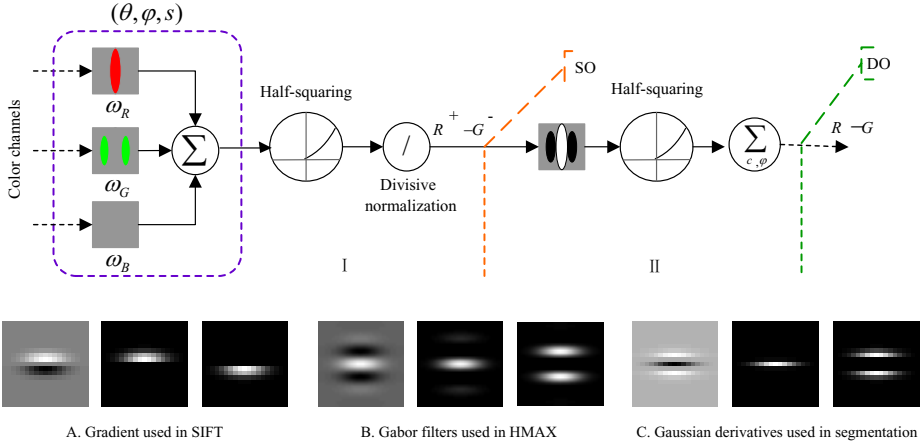 (θ, φ, s)
Color channels
ω_R
ω_G
ω_B
Σ
Half-squaring
/
Divisive
normalization
R⁺ –G⁻
SO
Half-squaring
Σ c,φ
R –G
DO
I
II
A. Gradient used in SIFT
B. Gabor filters used in HMAX
C. Gaussian derivatives used in segmentation